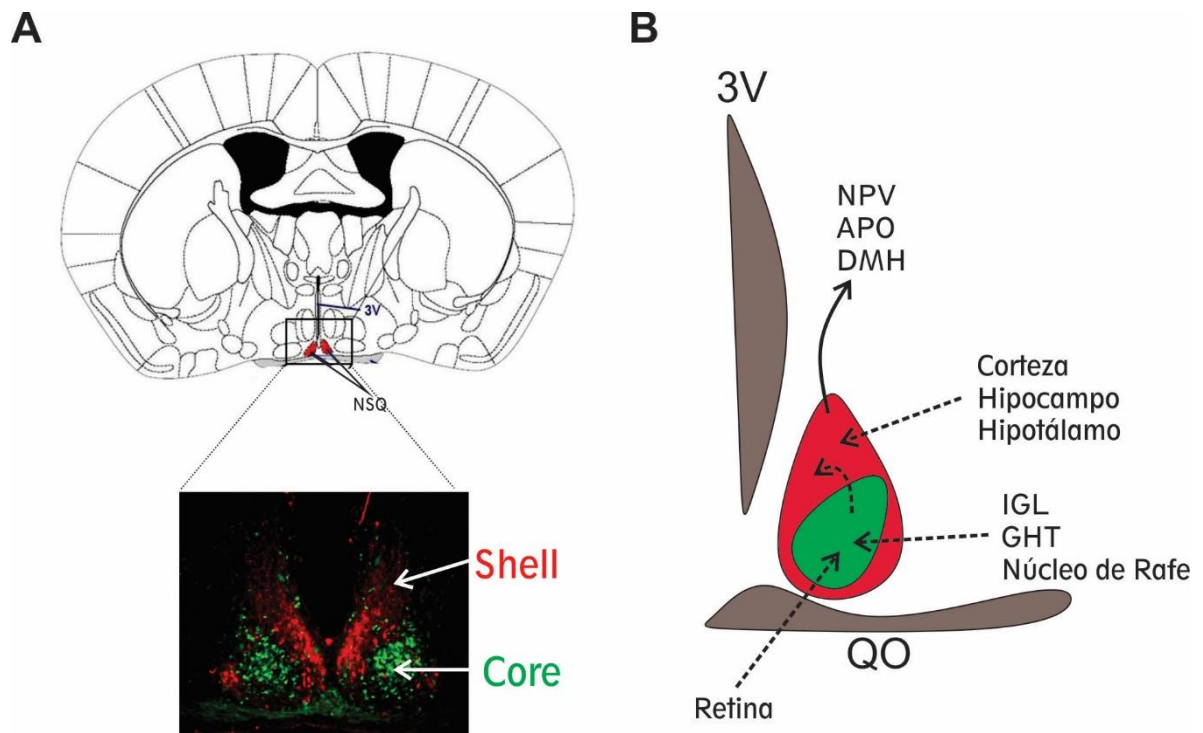 A
3V
NSQ
Shell
Core
B
3V
NPV
APO
DMH
Corteza
Hipocampo
Hipotálamo
IGL
GHT
Núcleo de Rafe
QO
Retina